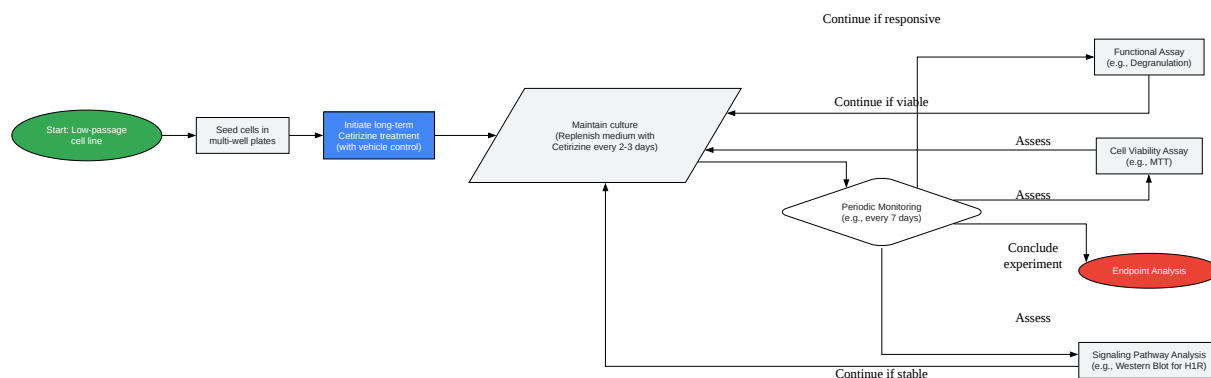 Continue if responsive
Functional Assay
(e.g., Degranulation)
Continue if viable
Start: Low-passage
cell line
Seed cells in
multi-well plates
Initiate long-term
Cetirizine treatment
(with vehicle control)
Maintain culture
(Replenish medium with
Cetirizine every 2-3 days)
Assess
Cell Viability Assay
(e.g., MTT)
Assess
Periodic Monitoring
(e.g., every 7 days)
Conclude
experiment
Endpoint Analysis
Assess
Signaling Pathway Analysis
(e.g., Western Blot for H1R)
Continue if stable